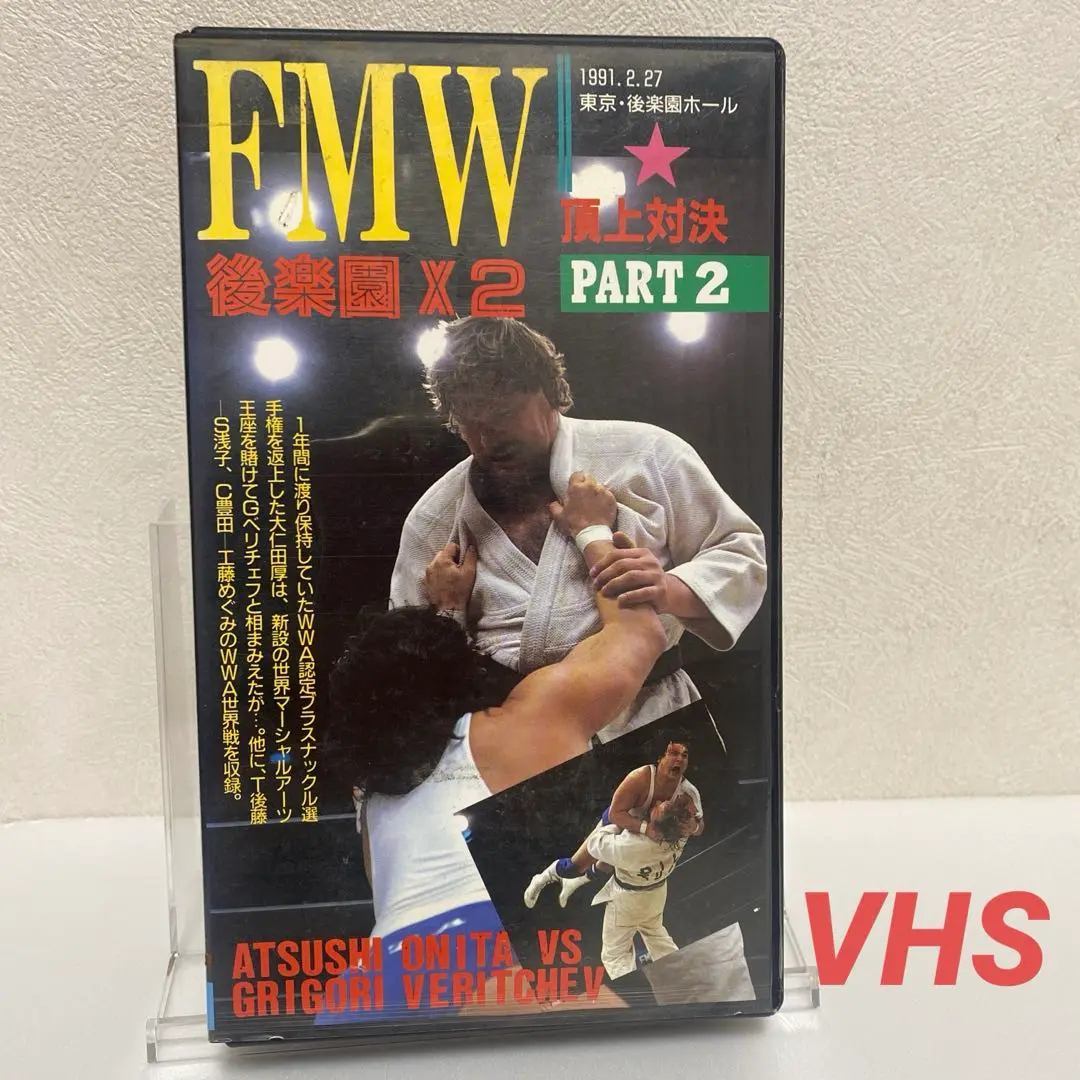 FMW
1991.2.27
東京・後楽園ホール
頂上対決
後楽園 X2
PART 2
1年間に渡り保持していたWWA認定ブラスナックル選
手権を返上した大仁田厚は、新設の世界マーシャルアーツ
王座を賭けてGベリチェフと相まみえたが…。他に、T後藤
―S浅子、C豊田―工藤めぐみのWWA世界戦を収録。
ATSUSHI ONITA VS
GRIGORI VERITCHEV
VHS